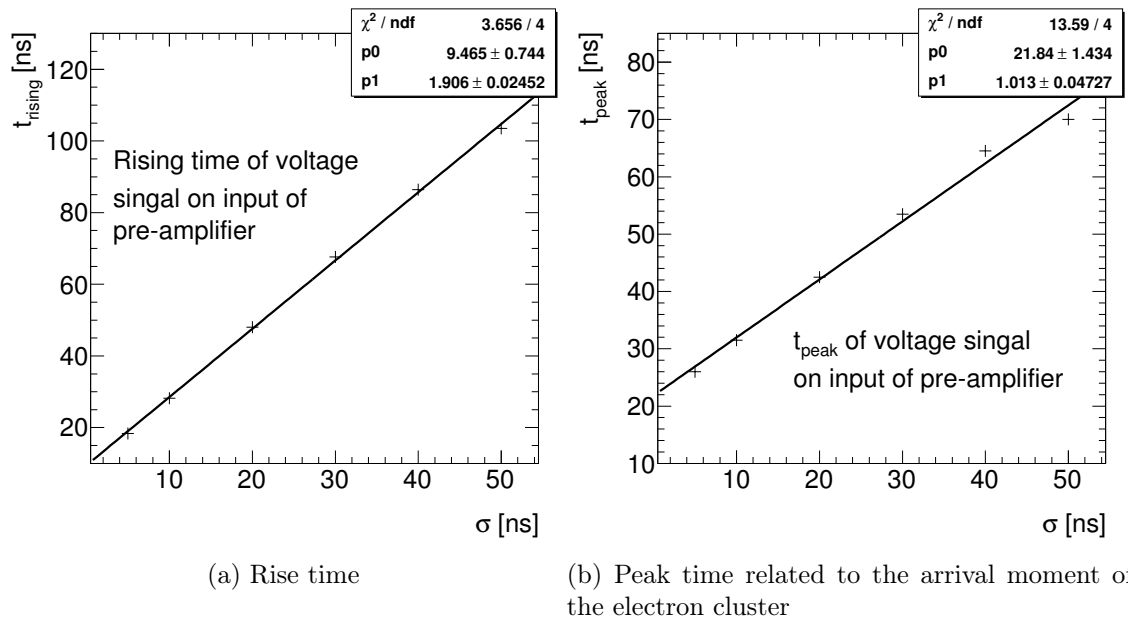 χ² / ndf 3.656 / 4
p0 9.465 ± 0.744
p1 1.906 ± 0.02452
t_rising [ns]
120
100
80
60
40
20
Rising time of voltage
singal on input of
pre-amplifier
10 20 30 40 50
σ [ns]
(a) Rise time
χ² / ndf 13.59 / 4
p0 21.84 ± 1.434
p1 1.013 ± 0.04727
t_peak [ns]
80
70
60
50
40
30
20
10
t_peak of voltage singal
on input of pre-amplifier
10 20 30 40 50
σ [ns]
(b) Peak time related to the arrival moment of
the electron cluster